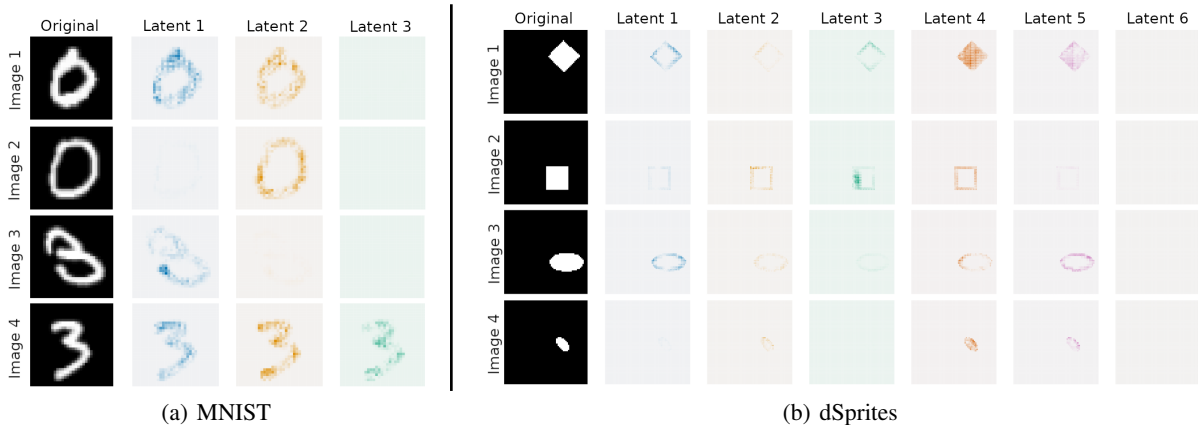 Original Latent 1 Latent 2 Latent 3
Image 1
Image 2
Image 3
Image 4
(a) MNIST
Original Latent 1 Latent 2 Latent 3 Latent 4 Latent 5 Latent 6
Image 1
Image 2
Image 3
Image 4
(b) dSprites